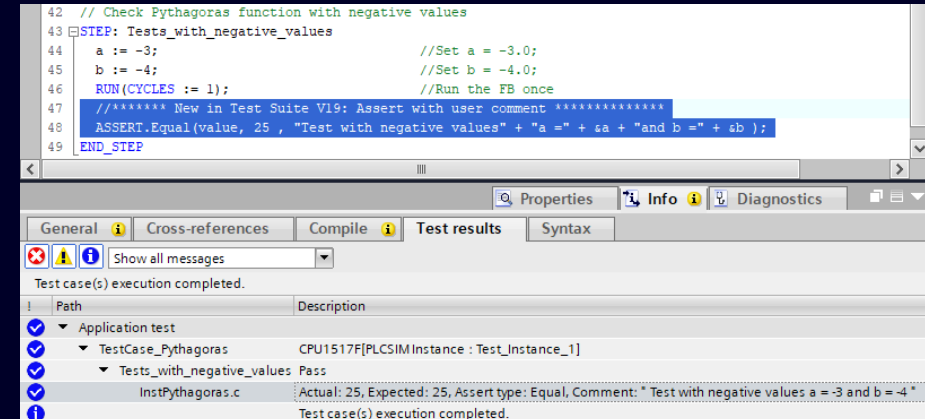 42 // Check Pythagoras function with negative values
43 STEP: Tests_with_negative_values
44 a := -3; //Set a = -3.0;
45 b := -4; //Set b = -4.0;
46 RUN(CYCLES := 1); //Run the FB once
47 //******* New in Test Suite V19: Assert with user comment **************
48 ASSERT.Equal(value, 25 , "Test with negative values" + "a =" + &a + "and b =" + &b );
49 END_STEP
Properties Info Diagnostics
General Cross-references Compile Test results Syntax
Show all messages
Test case(s) execution completed.
! Path Description
Application test
TestCase_Pythagoras CPU1517F[PLCSIM Instance : Test_Instance_1]
Tests_with_negative_values Pass
InstPythagoras.c Actual: 25, Expected: 25, Assert type: Equal, Comment: " Test with negative values a = -3 and b = -4 "
Test case(s) execution completed.